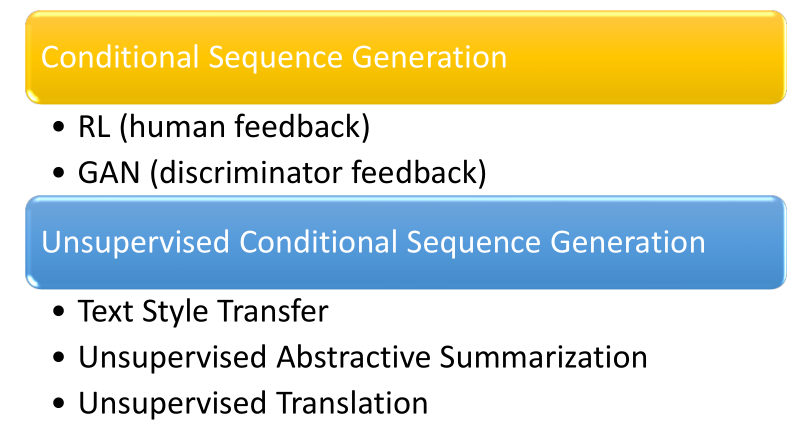 Conditional Sequence Generation
• RL (human feedback)
• GAN (discriminator feedback)
Unsupervised Conditional Sequence Generation
• Text Style Transfer
• Unsupervised Abstractive Summarization
• Unsupervised Translation